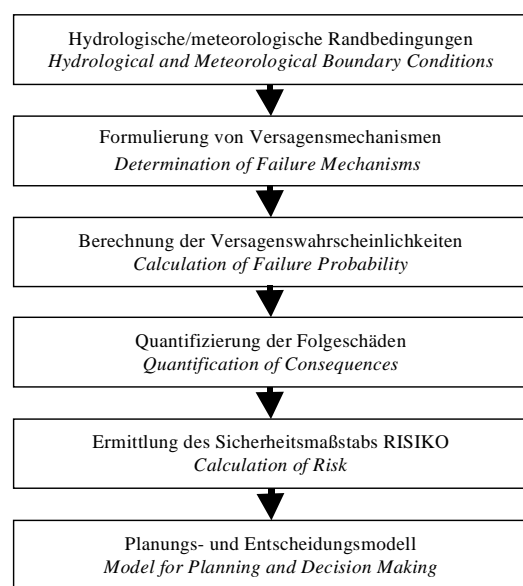 Hydrologische/meteorologische Randbedingungen
Hydrological and Meteorological Boundary Conditions
Formulierung von Versagensmechanismen
Determination of Failure Mechanisms
Berechnung der Versagenswahrscheinlichkeiten
Calculation of Failure Probability
Quantifizierung der Folgeschäden
Quantification of Consequences
Ermittlung des Sicherheitsmaßstabs RISIKO
Calculation of Risk
Planungs- und Entscheidungsmodell
Model for Planning and Decision Making